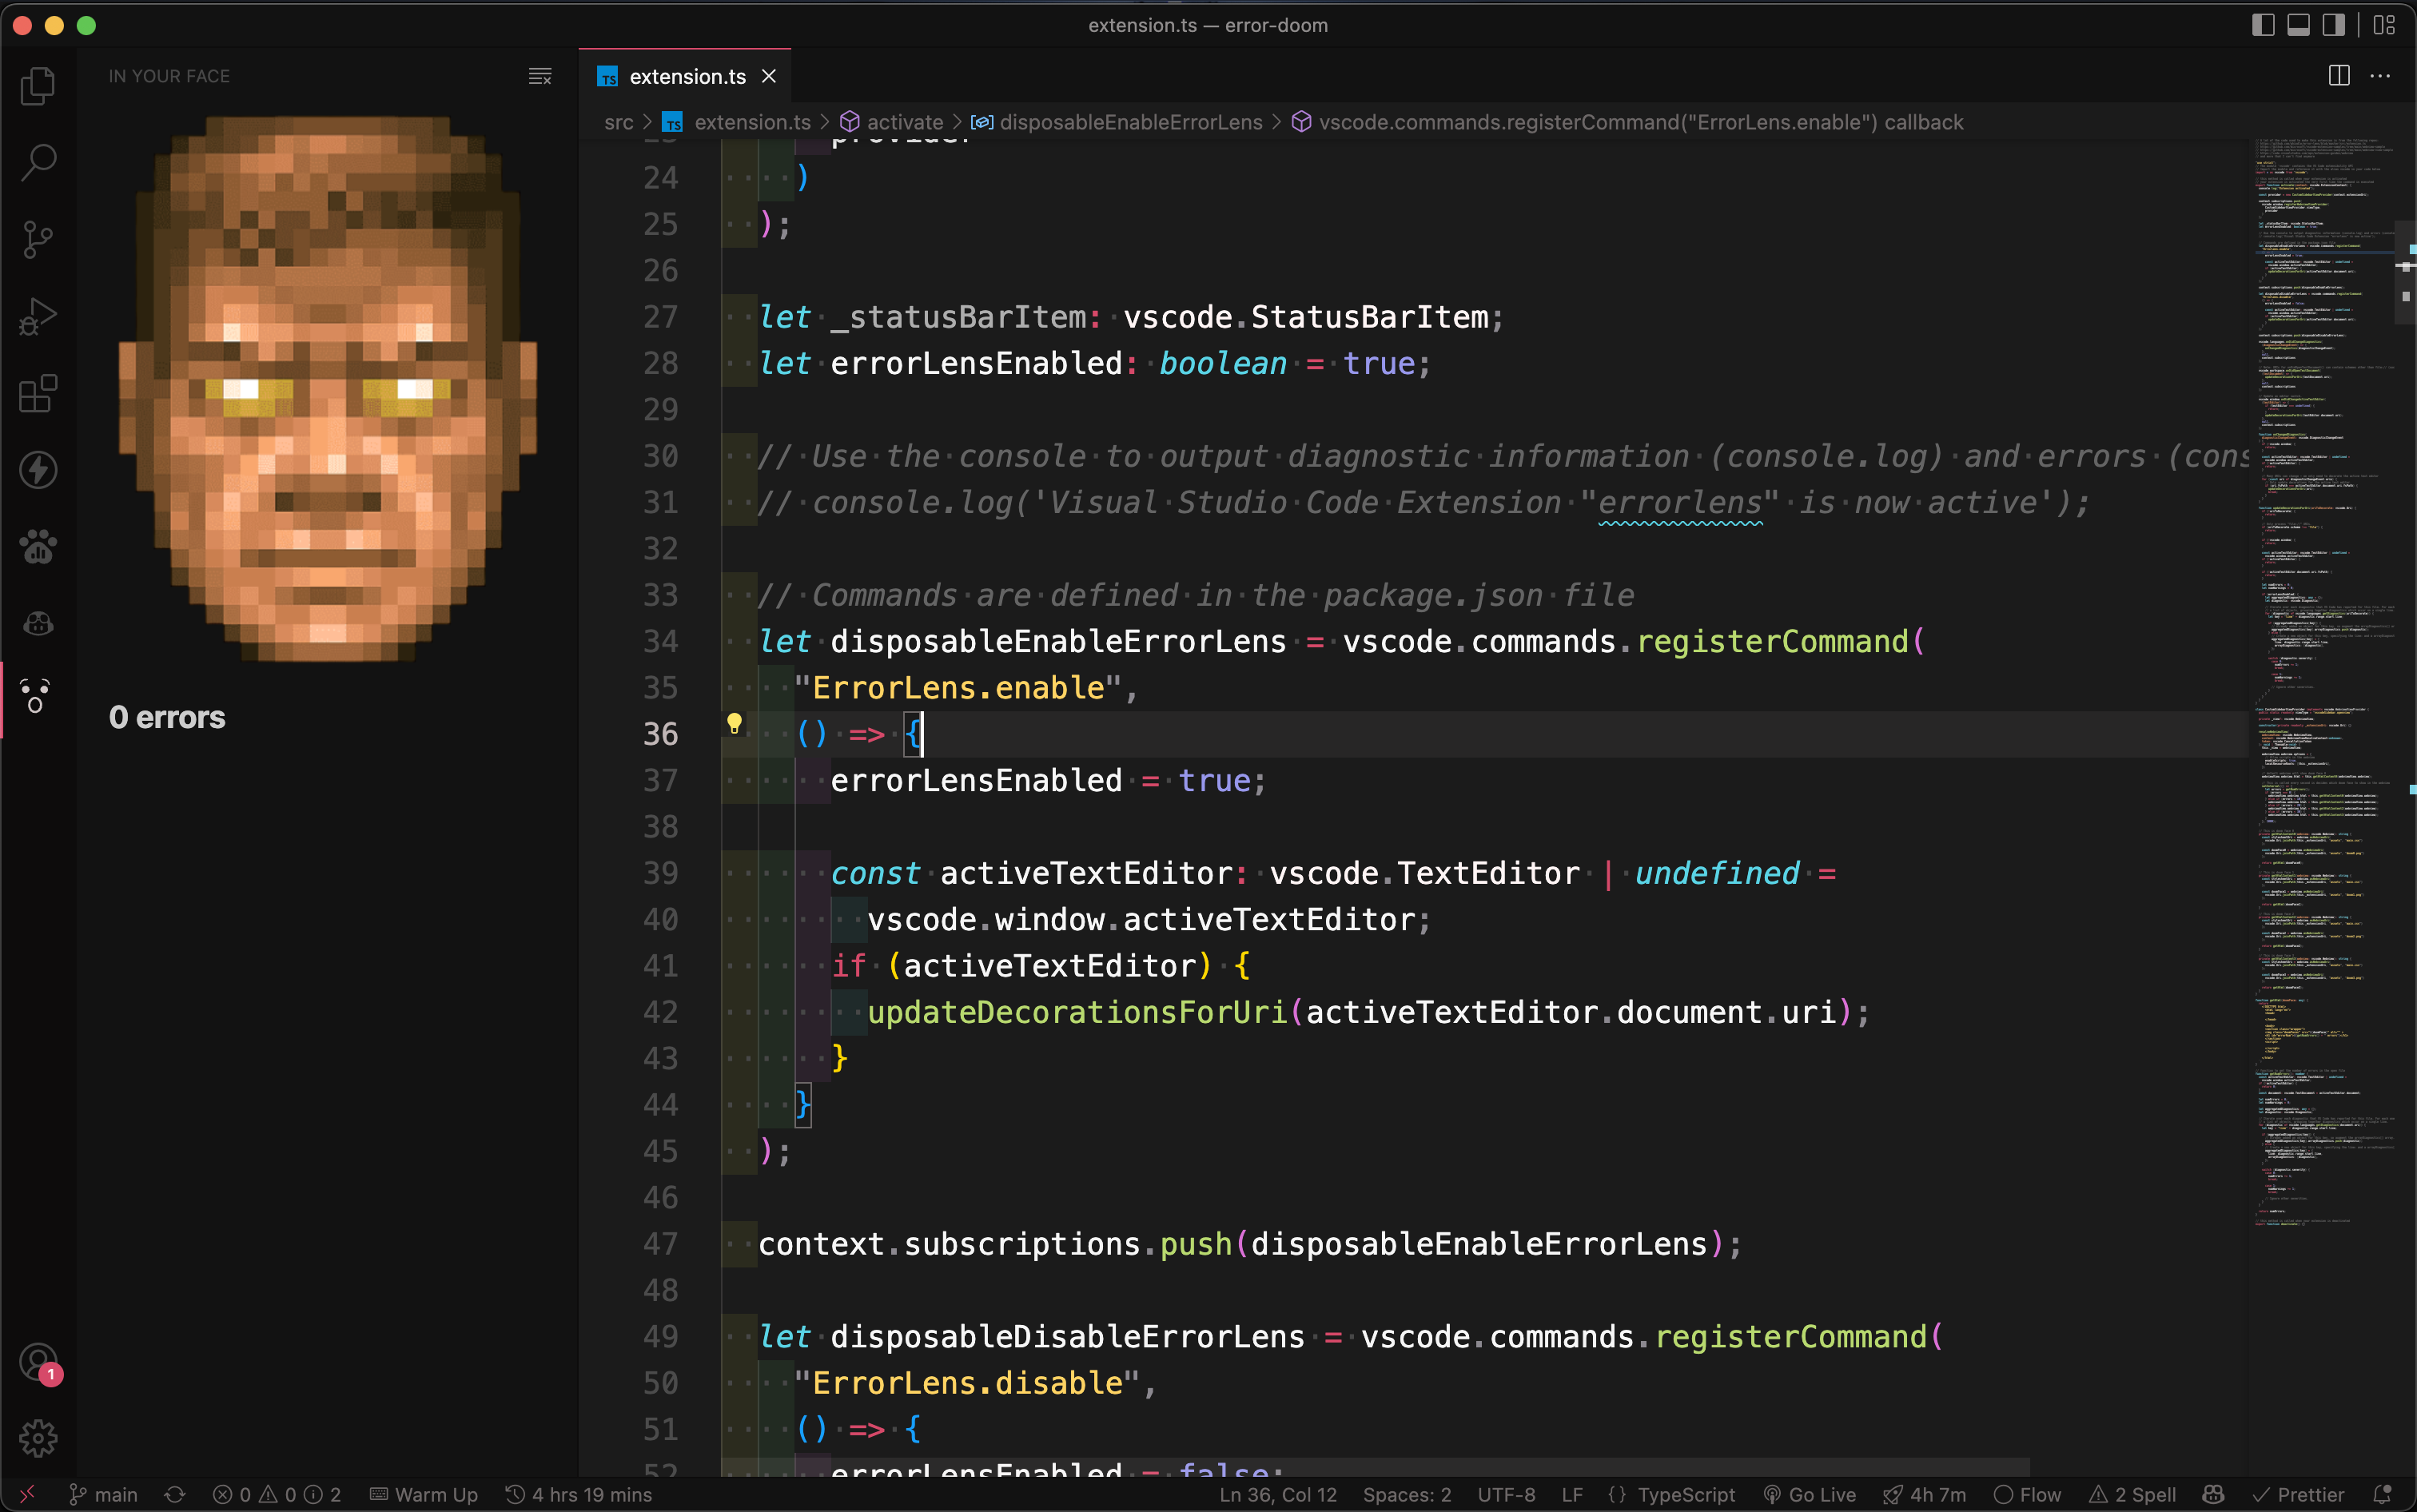 extension.ts — error-doom
IN YOUR FACE
TS extension.ts
src > TS extension.ts > activate > disposableEnableErrorLens > vscode.commands.registerCommand("ErrorLens.enable") callback
0 errors
23 provider
24 )
25 );
26
27 let _statusBarItem: vscode.StatusBarItem;
28 let errorLensEnabled: boolean = true;
29
30 // Use the console to output diagnostic information (console.log) and errors (cons
31 // console.log('Visual Studio Code Extension "errorlens" is now active');
32
33 // Commands are defined in the package.json file
34 let disposableEnableErrorLens = vscode.commands.registerCommand(
35 "ErrorLens.enable",
36 () => {
37 errorLensEnabled = true;
38
39 const activeTextEditor: vscode.TextEditor | undefined =
40 vscode.window.activeTextEditor;
41 if (activeTextEditor) {
42 updateDecorationsForUri(activeTextEditor.document.uri);
43 }
44 }
45 );
46
47 context.subscriptions.push(disposableEnableErrorLens);
48
49 let disposableDisableErrorLens = vscode.commands.registerCommand(
50 "ErrorLens.disable",
51 () => {
52 errorLensEnabled = false;
1
main 0 0 2 Warm Up 4 hrs 19 mins Ln 36, Col 12 Spaces: 2 UTF-8 LF {} TypeScript Go Live 4h 7m Flow 2 Spell Prettier